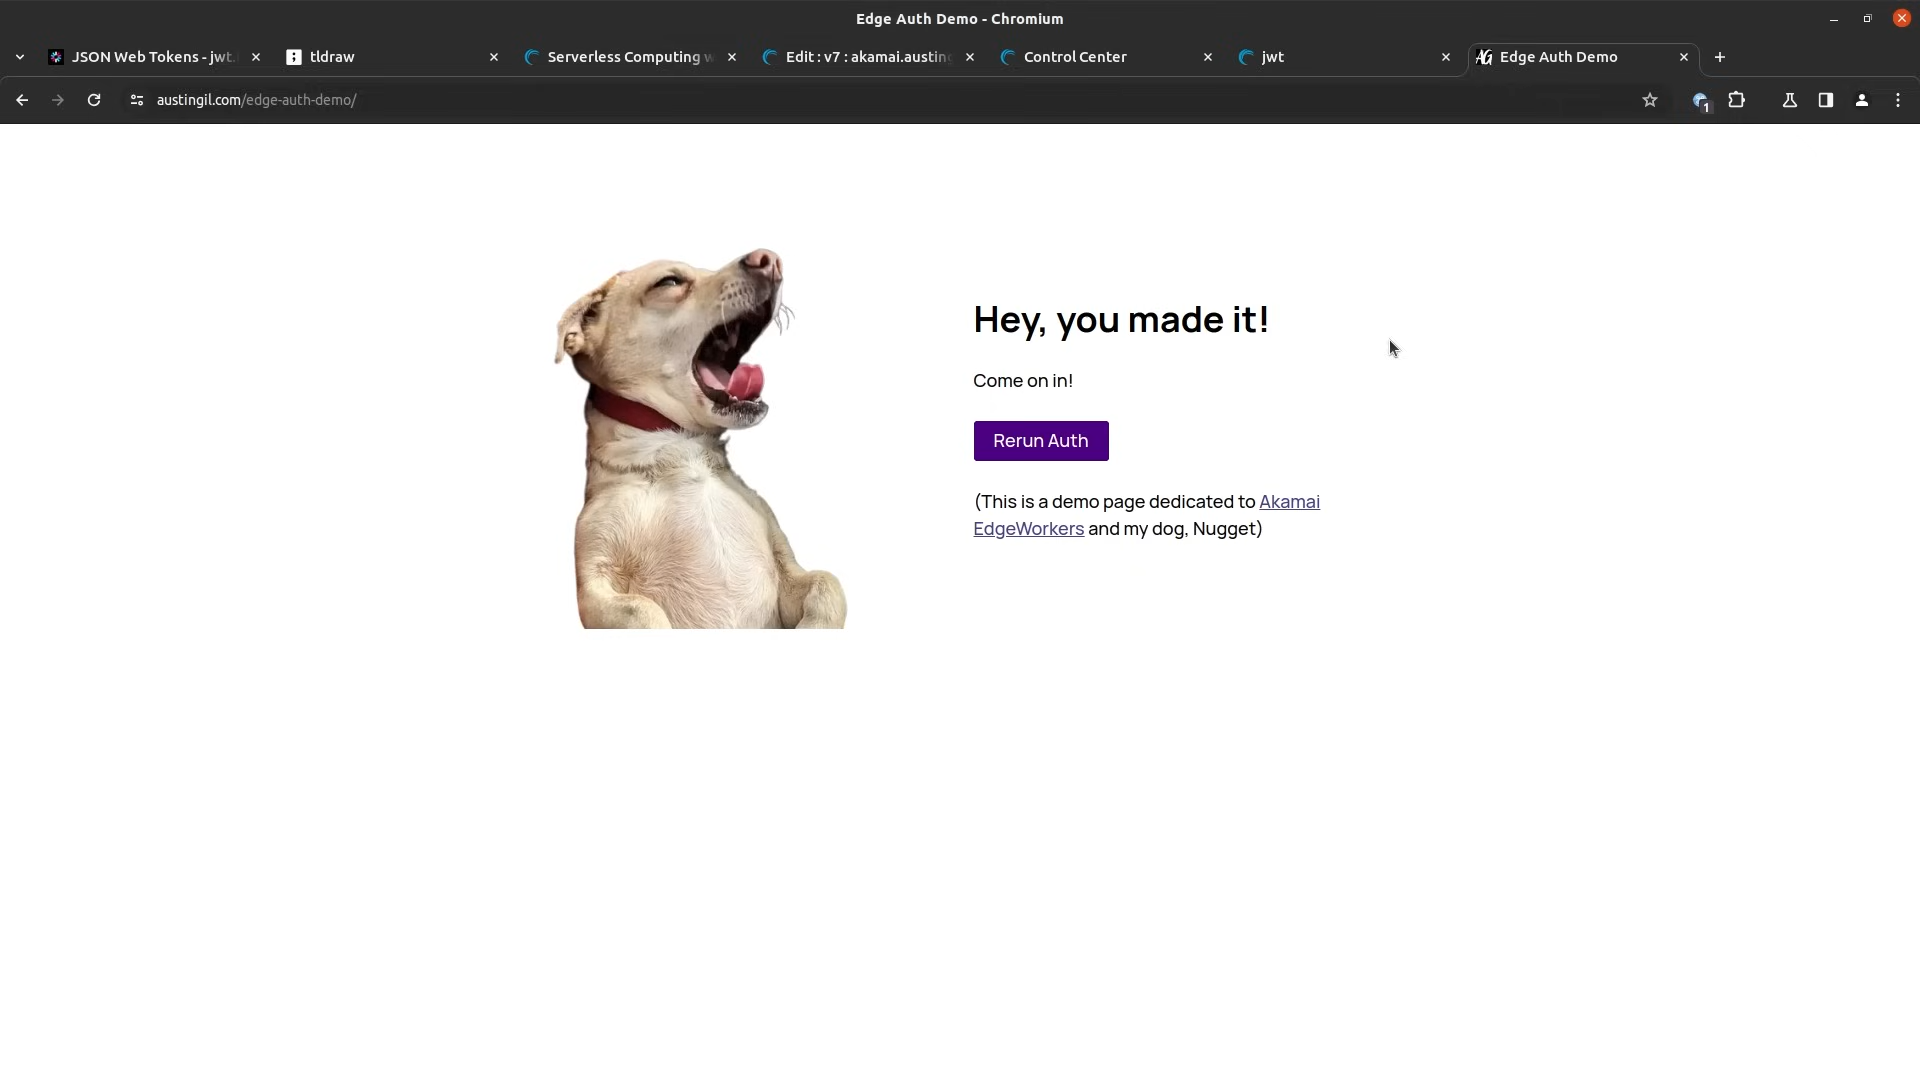 Edge Auth Demo - Chromium
JSON Web Tokens - jwt.
tldraw
Serverless Computing w
Edit : v7 : akamai.austing
Control Center
jwt
Edge Auth Demo
austingil.com/edge-auth-demo/
1
Hey, you made it!
Come on in!
Rerun Auth
(This is a demo page dedicated to Akamai
EdgeWorkers and my dog, Nugget)